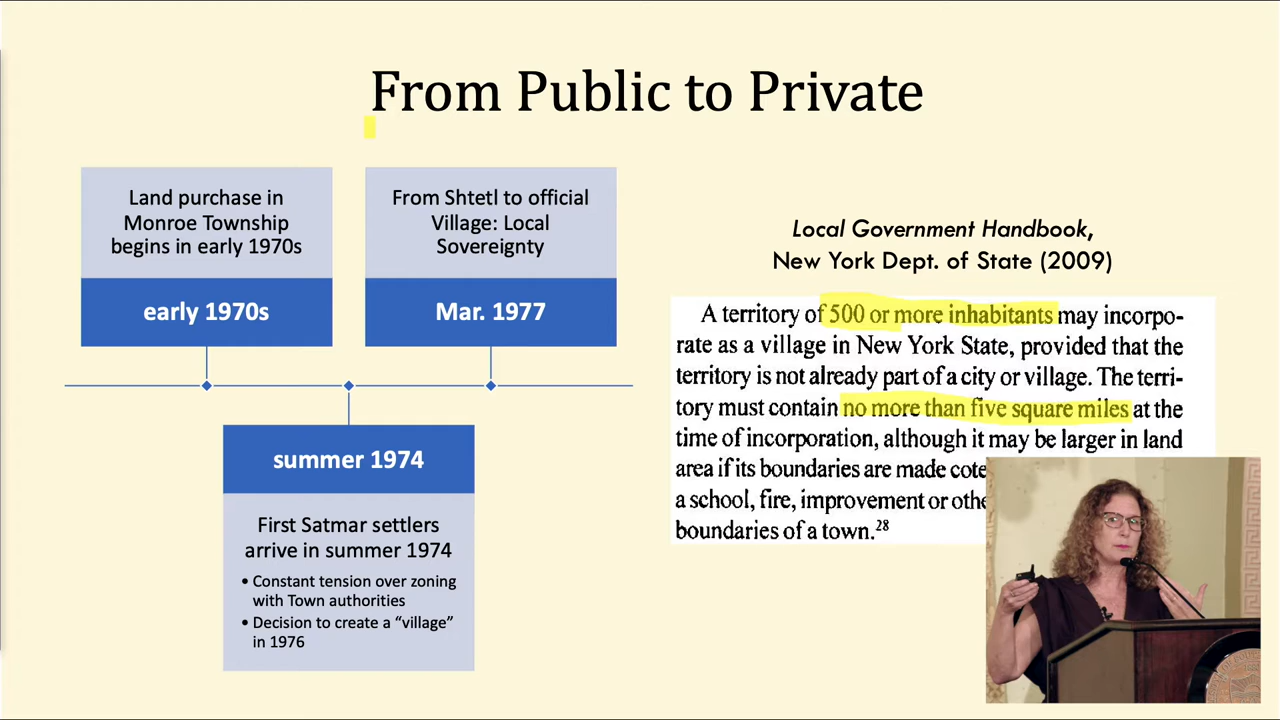 From Public to Private
Land purchase in
Monroe Township
begins in early 1970s
early 1970s
From Shtetl to official
Village: Local
Sovereignty
Mar. 1977
summer 1974
First Satmar settlers
arrive in summer 1974
• Constant tension over zoning
with Town authorities
• Decision to create a “village”
in 1976
Local Government Handbook,
New York Dept. of State (2009)
A territory of 500 or more inhabitants may incorpo-
rate as a village in New York State, provided that the
territory is not already part of a city or village. The terri-
tory must contain no more than five square miles at the
time of incorporation, although it may be larger in land
area if its boundaries are made
a school, fire, improvement or
boundaries of a town.28